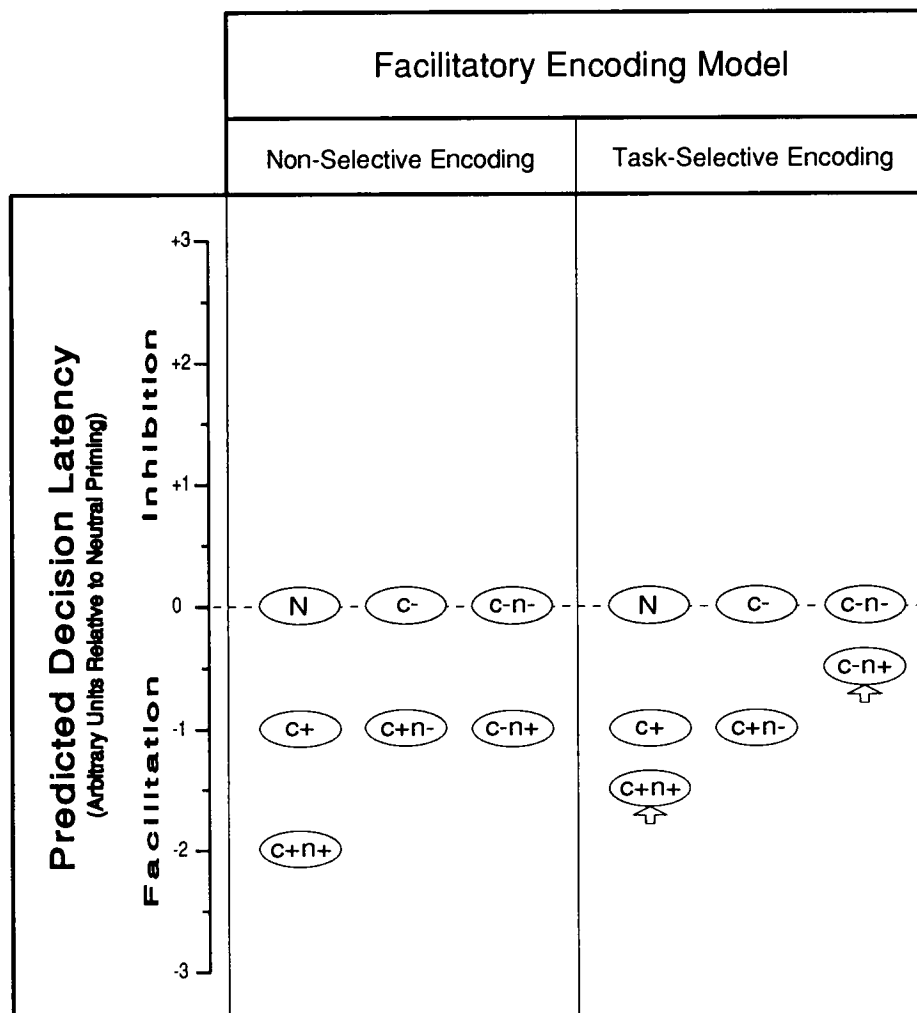 Facilitatory Encoding Model
Non-Selective Encoding
Task-Selective Encoding
Predicted Decision Latency
(Arbitrary Units Relative to Neutral Priming)
Inhibition
Facilitation
+3
+2
+1
0
-1
-2
-3
N c- c-n- N c- c-n-
c-n+
c+ c+n- c-n+ c+ c+n-
c+n+
c+n+